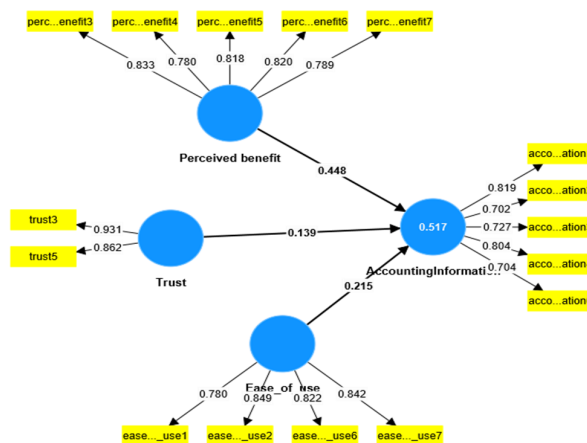 perc...enefit3 perc...enefit4 perc...enefit5 perc...enefit6 perc...enefit7
0.833 0.780 0.818 0.820 0.789
Perceived benefit
0.448
acco...ation
0.819
acco...ation
0.702
trust3
0.931
0.862
trust5
Trust
0.139
0.517
0.727
acco...ation
0.804
acco...ation
0.704
acco...ation
AccountingInformation
0.215
Ease_of_use
0.780 0.849 0.822 0.842
ease..._use1 ease..._use2 ease..._use6 ease..._use7